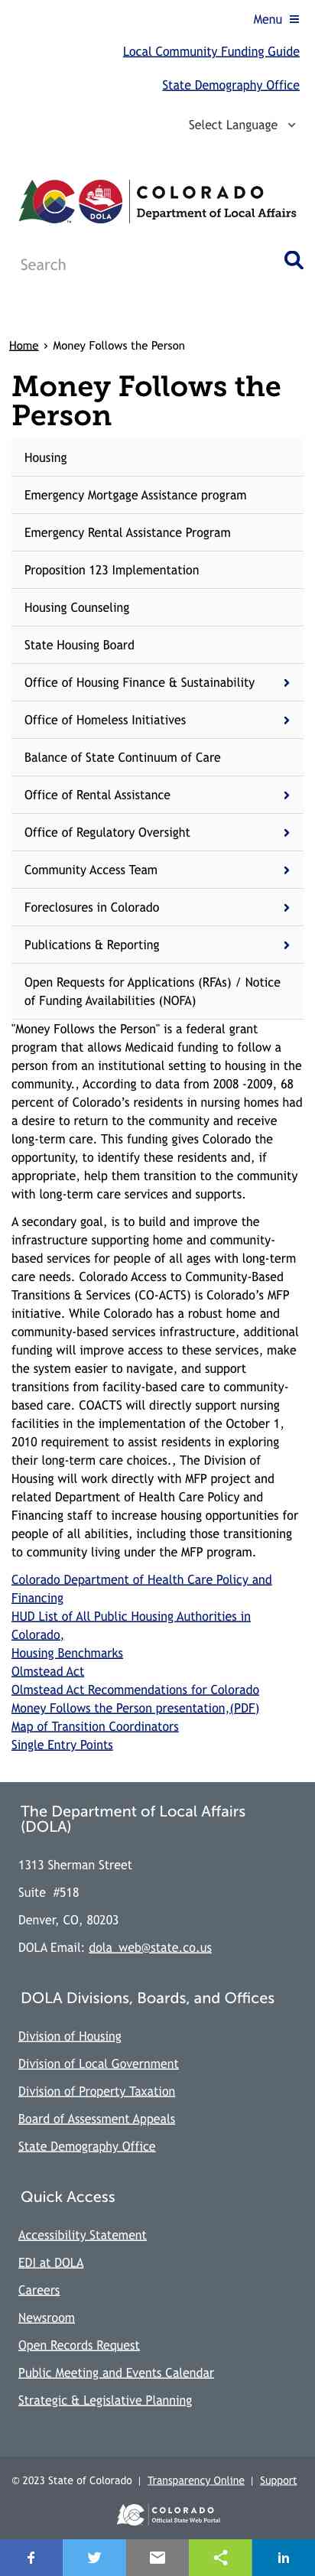 Menu
Local Community Funding Guide
State Demography Office
Select Language
COLORADO
Department of Local Affairs
DOLA
Search
Home › Money Follows the Person
Money Follows the
Person
Housing
Emergency Mortgage Assistance program
Emergency Rental Assistance Program
Proposition 123 Implementation
Housing Counseling
State Housing Board
Office of Housing Finance & Sustainability
Office of Homeless Initiatives
Balance of State Continuum of Care
Office of Rental Assistance
Office of Regulatory Oversight
Community Access Team
Foreclosures in Colorado
Publications & Reporting
Open Requests for Applications (RFAs) / Notice
of Funding Availabilities (NOFA)
"Money Follows the Person" is a federal grant
program that allows Medicaid funding to follow a
person from an institutional setting to housing in the
community., According to data from 2008 -2009, 68
percent of Colorado’s residents in nursing homes had
a desire to return to the community and receive
long-term care. This funding gives Colorado the
opportunity, to identify these residents and, if
appropriate, help them transition to the community
with long-term care services and supports.
A secondary goal, is to build and improve the
infrastructure supporting home and community-
based services for people of all ages with long-term
care needs. Colorado Access to Community-Based
Transitions & Services (CO-ACTS) is Colorado’s MFP
initiative. While Colorado has a robust home and
community-based services infrastructure, additional
funding will improve access to these services, make
the system easier to navigate, and support
transitions from facility-based care to community-
based care. COACTS will directly support nursing
facilities in the implementation of the October 1,
2010 requirement to assist residents in exploring
their long-term care choices., The Division of
Housing will work directly with MFP project and
related Department of Health Care Policy and
Financing staff to increase housing opportunities for
people of all abilities, including those transitioning
to community living under the MFP program.
Colorado Department of Health Care Policy and
Financing
HUD List of All Public Housing Authorities in
Colorado,
Housing Benchmarks
Olmstead Act
Olmstead Act Recommendations for Colorado
Money Follows the Person presentation,(PDF)
Map of Transition Coordinators
Single Entry Points
The Department of Local Affairs
(DOLA)
1313 Sherman Street
Suite #518
Denver, CO, 80203
DOLA Email: dola_web@state.co.us
DOLA Divisions, Boards, and Offices
Division of Housing
Division of Local Government
Division of Property Taxation
Board of Assessment Appeals
State Demography Office
Quick Access
Accessibility Statement
EDI at DOLA
Careers
Newsroom
Open Records Request
Public Meeting and Events Calendar
Strategic & Legislative Planning
© 2023 State of Colorado | Transparency Online | Support
COLORADO
Official State Web Portal